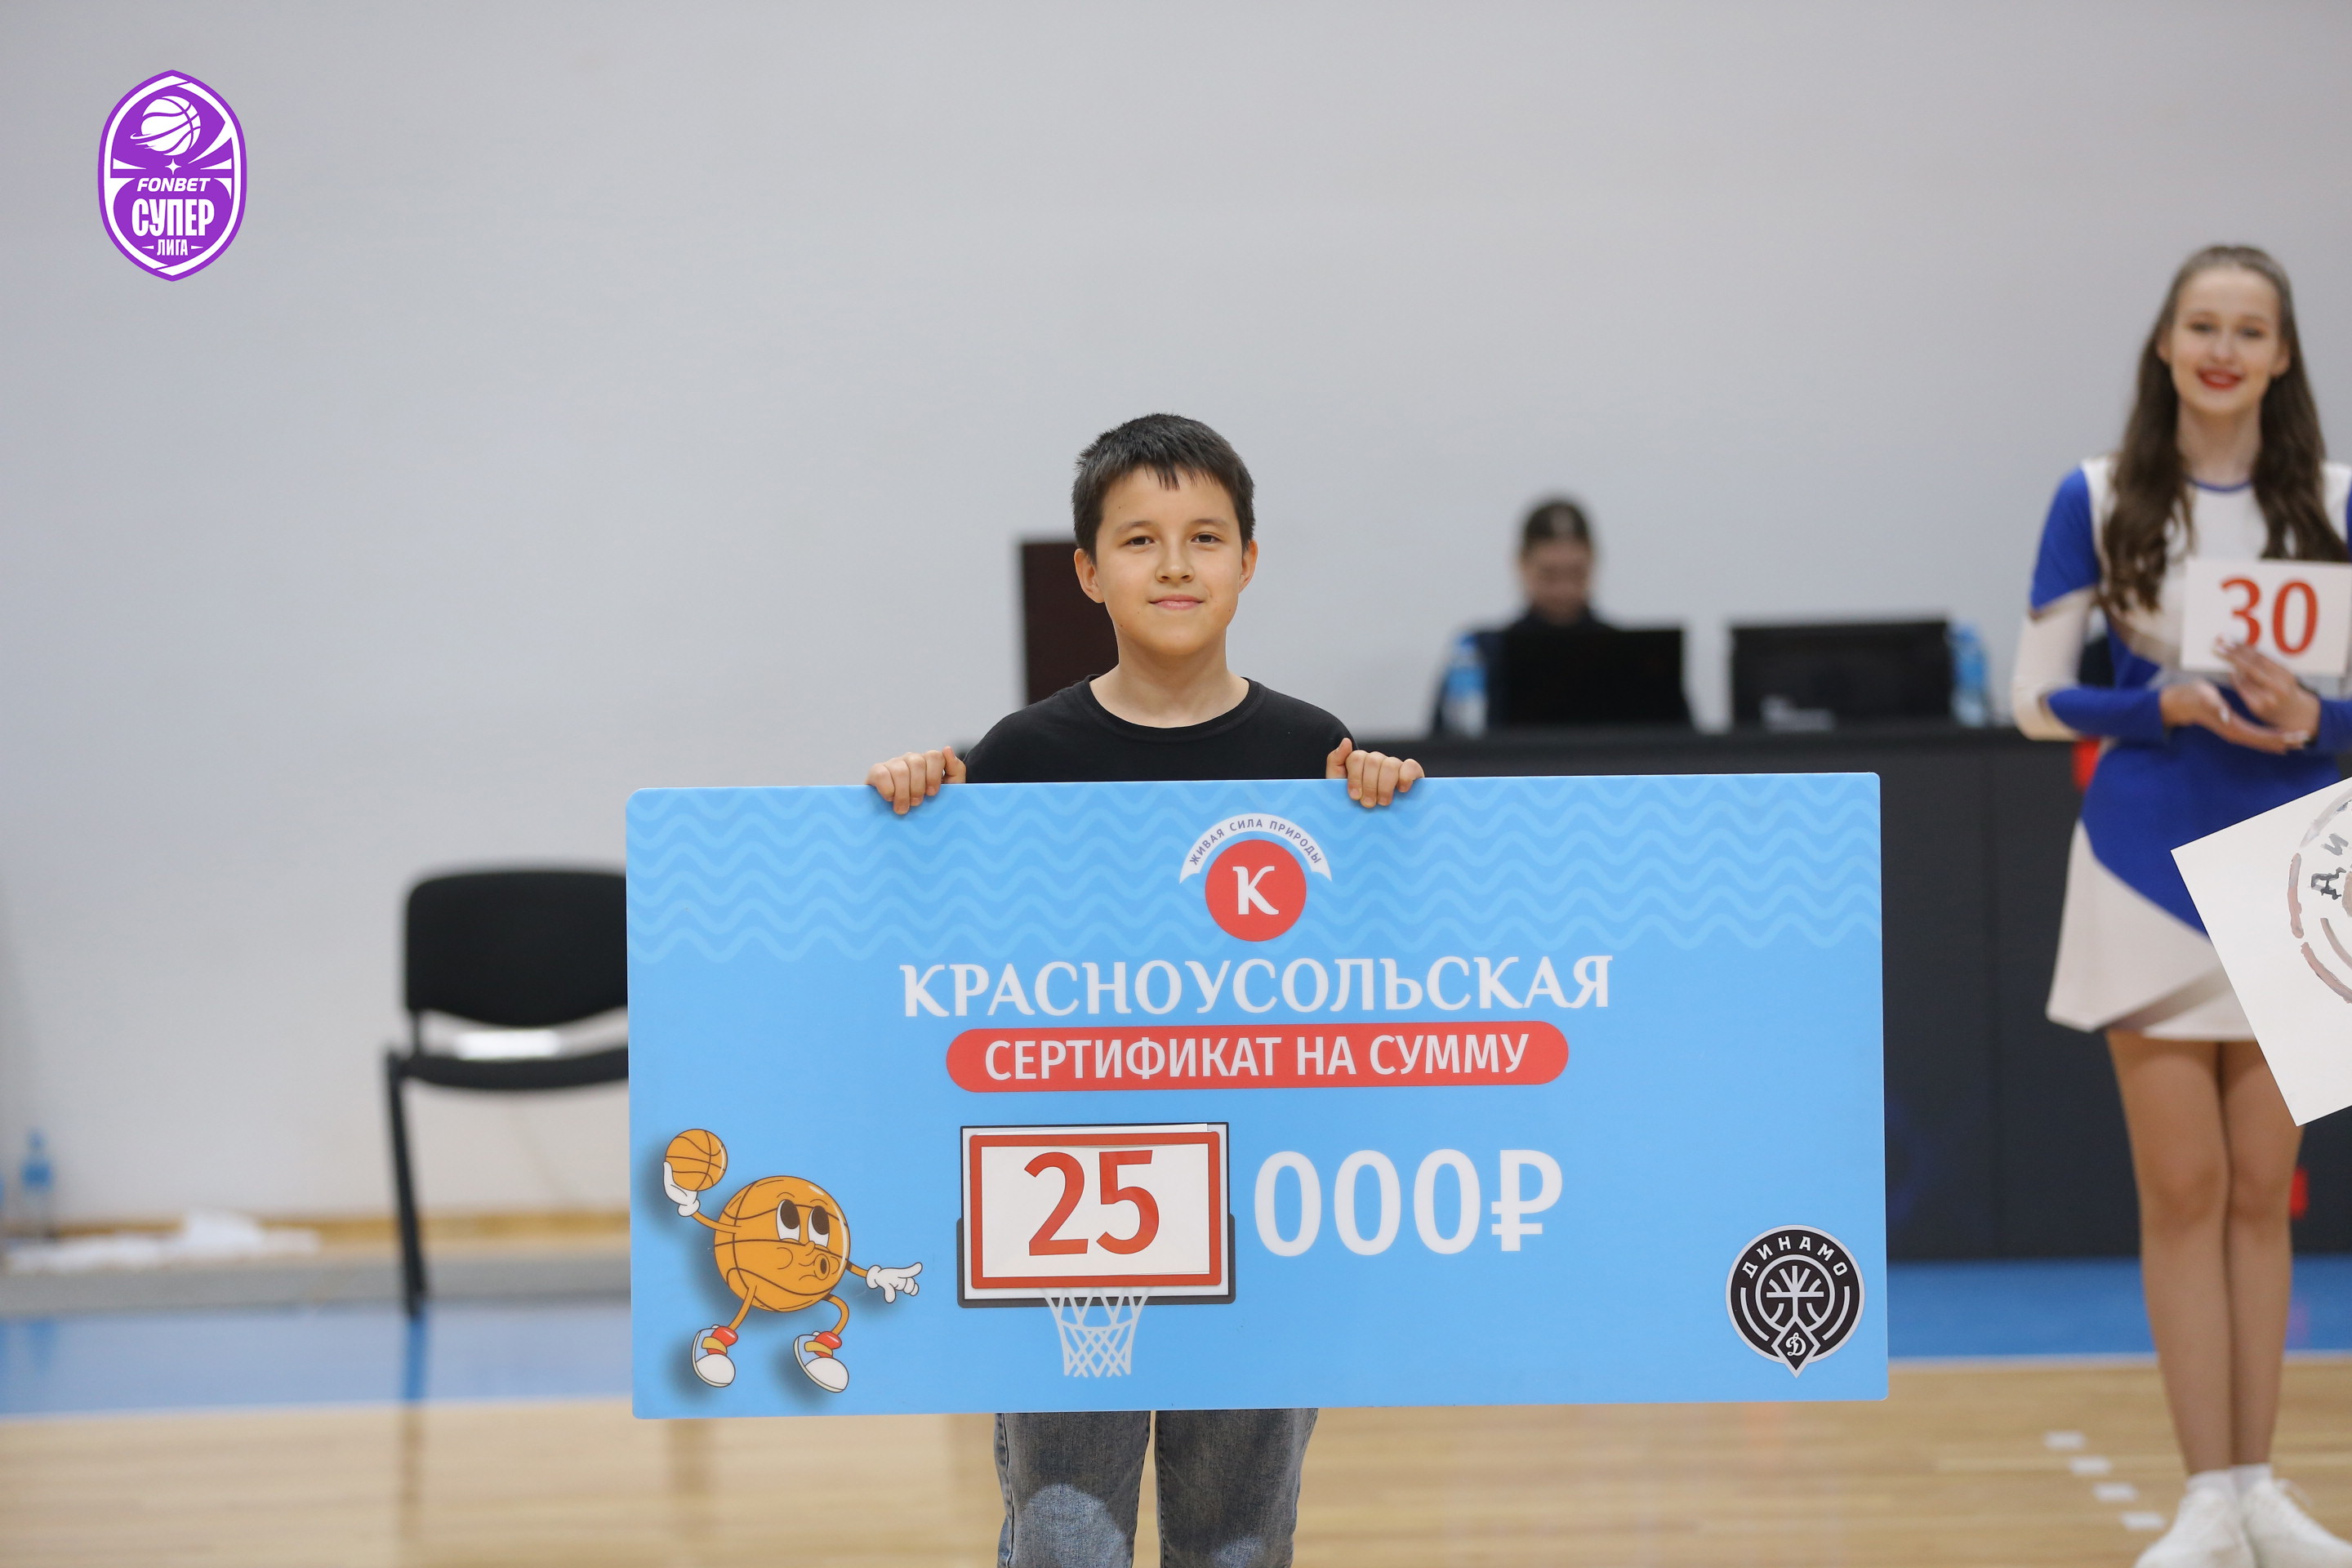 FONBET
СУПЕР
ЛИГА
30
ЖИВАЯ СИЛА ПРИРОДЫ
К
КРАСНОУСОЛЬСКАЯ
СЕРТИФИКАТ НА СУММУ
25 000₽
ДИНАМО
Д